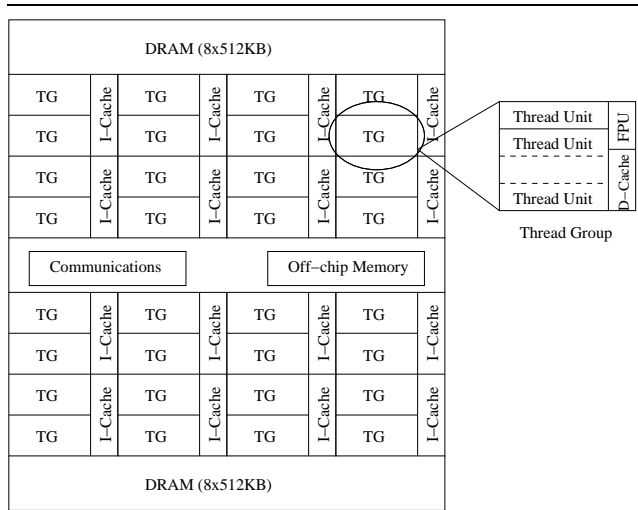 DRAM (8x512KB)
TG I–Cache TG I–Cache TG I–Cache TG I–Cache
TG TG TG TG
TG I–Cache TG I–Cache TG I–Cache TG I–Cache
TG TG TG TG
Thread Unit FPU
Thread Unit
D–Cache
Thread Unit
Thread Group
Communications Off–chip Memory
TG I–Cache TG I–Cache TG I–Cache TG I–Cache
TG TG TG TG
TG I–Cache TG I–Cache TG I–Cache TG I–Cache
TG TG TG TG
DRAM (8x512KB)